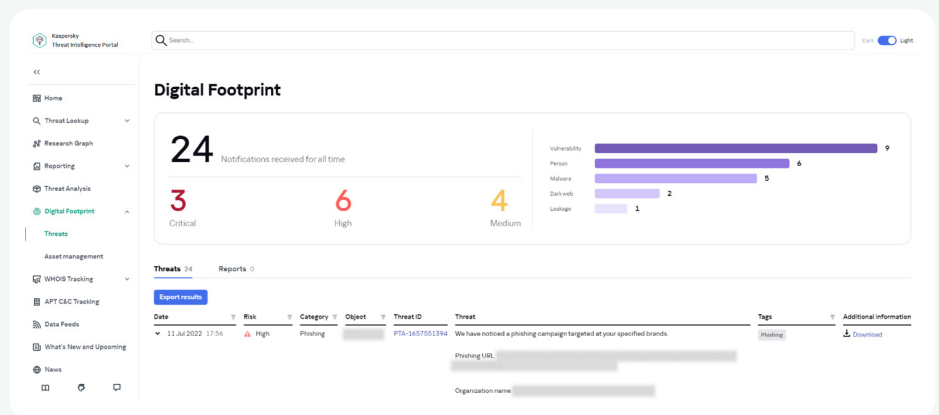 Kaspersky
Threat Intelligence Portal
Search...
Dark Light
Home
Threat Lookup
Research Graph
Reporting
Threat Analysis
Digital Footprint
Threats
Asset management
WHOIS Tracking
APT C&C Tracking
Data Feeds
What's New and Upcoming
News
Digital Footprint
24 Notifications received for all time
3 6 4
Critical High Medium
Vulnerability 9
Person 6
Malware 5
Darkweb 2
Leakage 1
Threats 24 Reports 0
Export results
Date Risk Category Object Threat ID Threat Tags Additional information
11 Jul 2022 17:56 High Phishing PTA-1657551394 We have noticed a phishing campaign targeted at your specified brands. Phishing Download
Phishing URL:
Organization name: